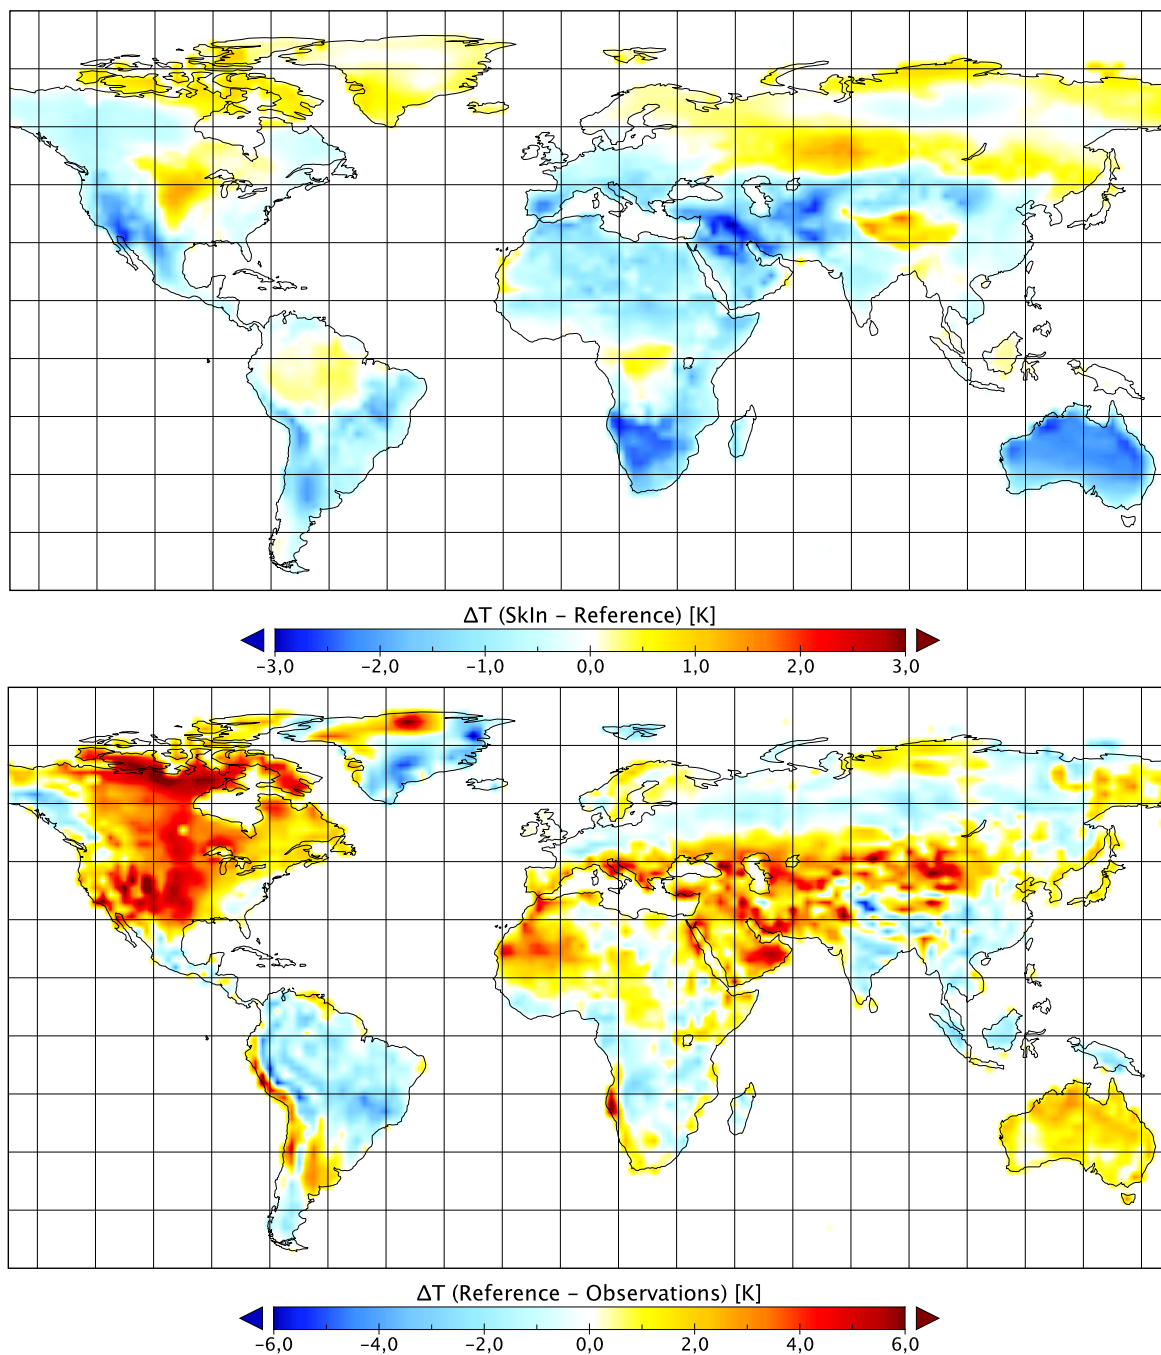 ΔT (SkIn – Reference) [K]
−3,0 −2,0 −1,0 0,0 1,0 2,0 3,0
ΔT (Reference – Observations) [K]
−6,0 −4,0 −2,0 0,0 2,0 4,0 6,0